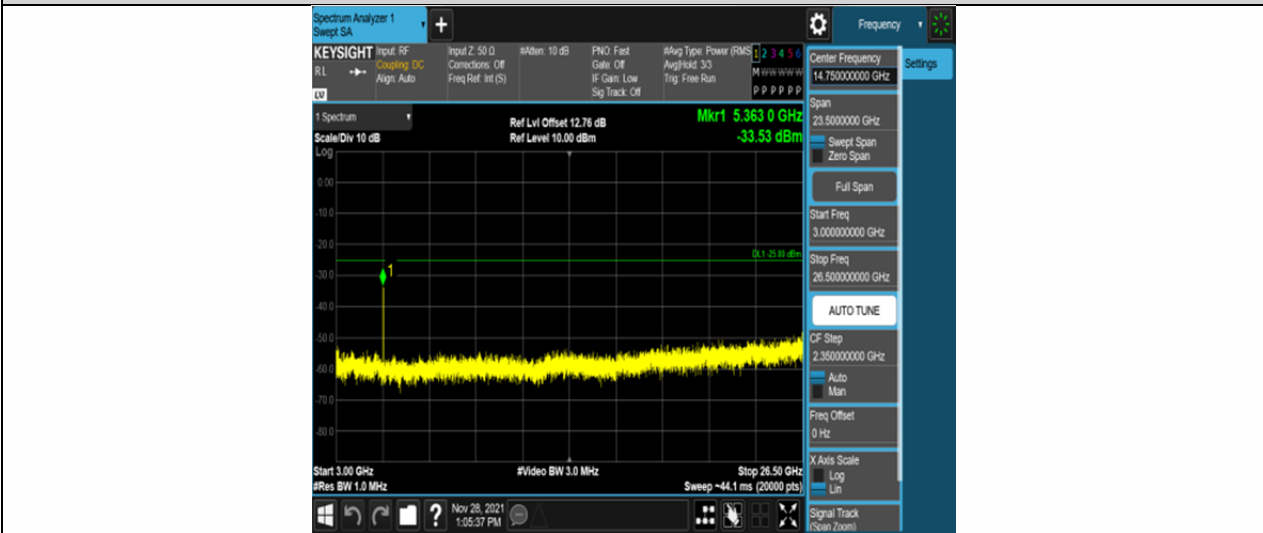 Spectrum Analyzer 1
Swept SA
+
Frequency
KEYSIGHT
RL
LV
Input: RF
Coupling: DC
Align: Auto
Input Z: 50 Ω
Corrections: Off
Freq Ref: Int (S)
#Atten: 10 dB
PNO: Fast
Gate: Off
IF Gain: Low
Sig Track: Off
#Avg Type: Power (RMS
Avg|Hold: 3/3
Trig: Free Run
1 2 3 4 5 6
M W W W W W
P P P P P P
1 Spectrum
Scale/Div 10 dB
Log
Ref Lvl Offset 12.76 dB
Ref Level 10.00 dBm
Mkr1 5.363 0 GHz
-33.53 dBm
0.00
-10.0
-20.0
-30.0
-40.0
-50.0
-60.0
-70.0
-80.0
DL1 -25.00 dBm
1
Start 3.00 GHz
#Res BW 1.0 MHz
#Video BW 3.0 MHz
Stop 26.50 GHz
Sweep ~44.1 ms (20000 pts)
?
Nov 28, 2021
1:05:37 PM
Center Frequency
14.750000000 GHz
Settings
Span
23.5000000 GHz
Swept Span
Zero Span
Full Span
Start Freq
3.000000000 GHz
Stop Freq
26.500000000 GHz
AUTO TUNE
CF Step
2.350000000 GHz
Auto
Man
Freq Offset
0 Hz
X Axis Scale
Log
Lin
Signal Track
(Span Zoom)